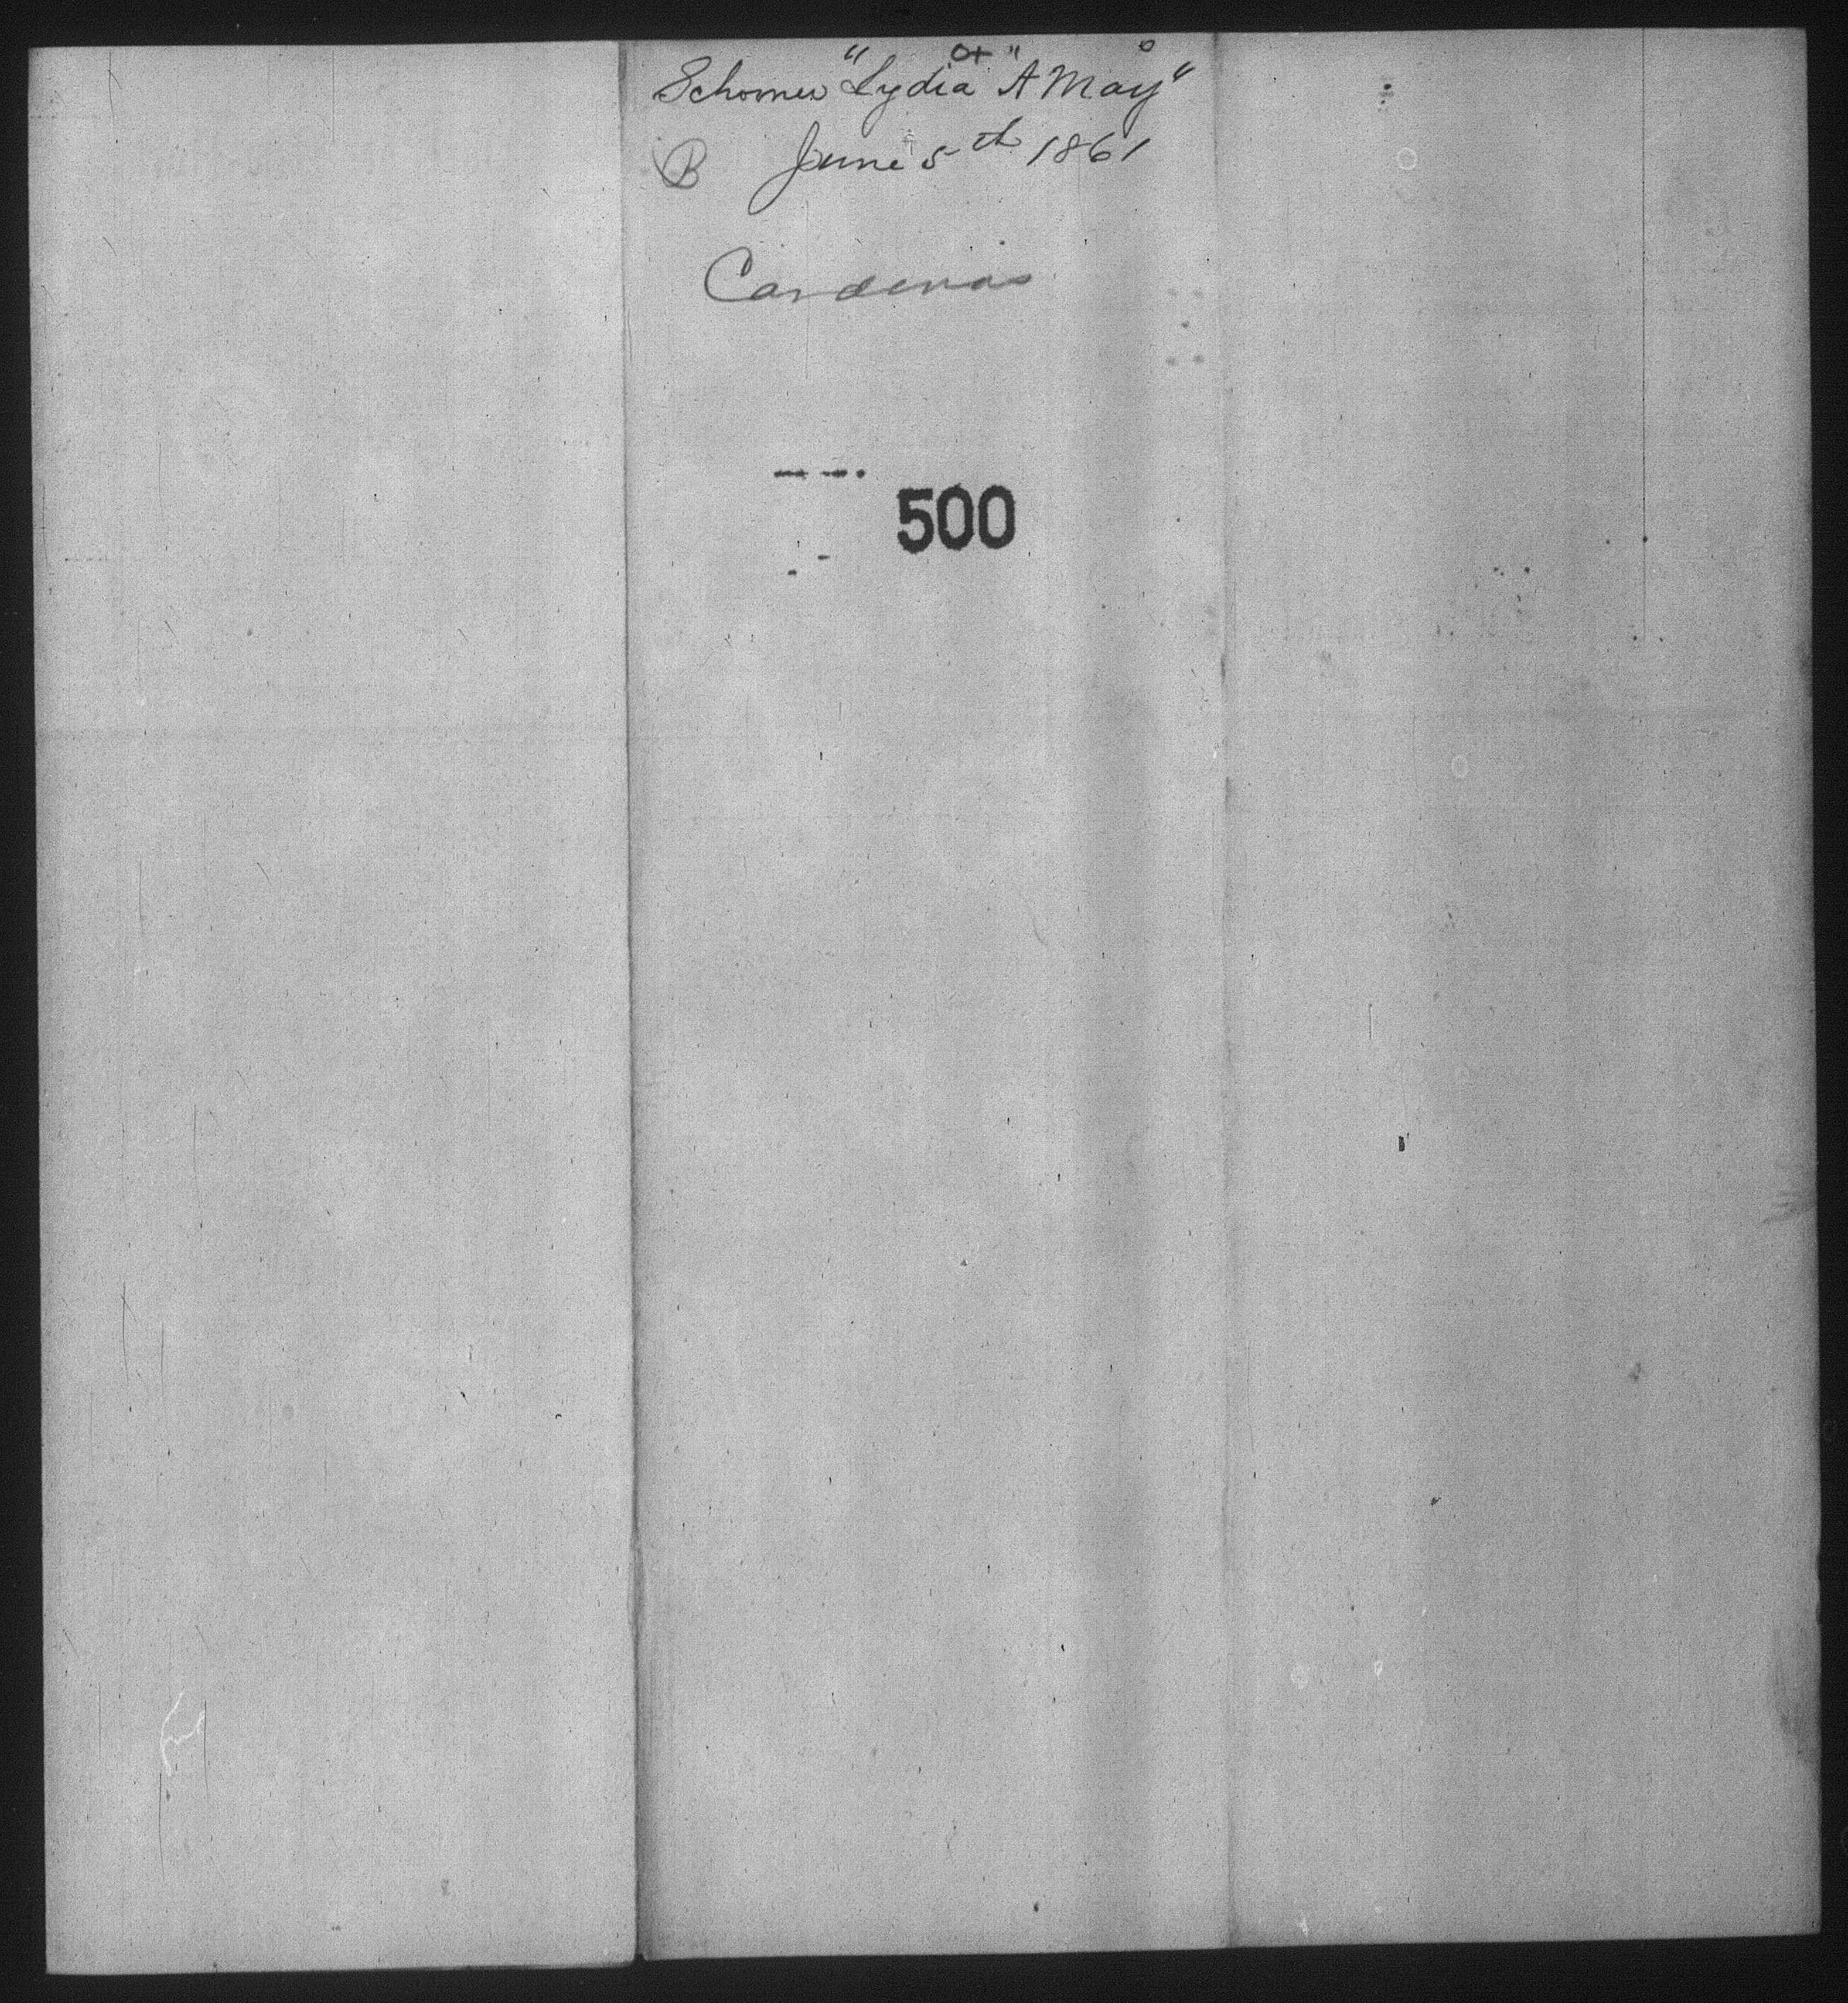 Schooner "Lydia" "A May"
B June 5th 1861
Cardenas
500